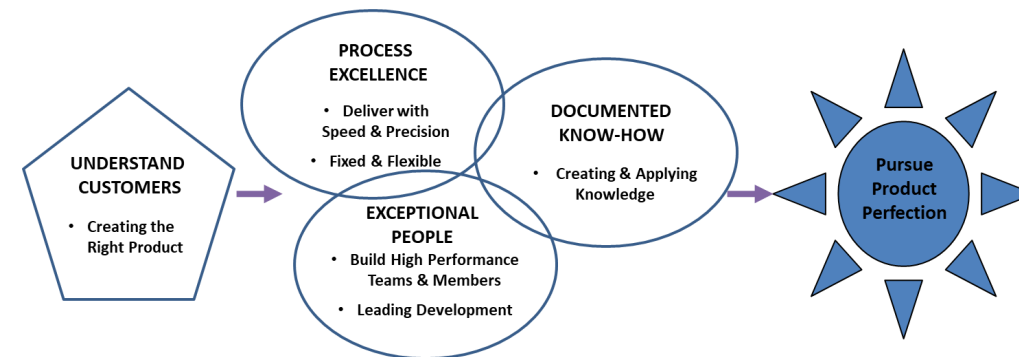 UNDERSTAND
CUSTOMERS
• Creating the
Right Product
PROCESS
EXCELLENCE
• Deliver with
Speed & Precision
• Fixed & Flexible
EXCEPTIONAL
PEOPLE
• Build High Performance
Teams & Members
• Leading Development
DOCUMENTED
KNOW-HOW
• Creating & Applying
Knowledge
Pursue
Product
Perfection